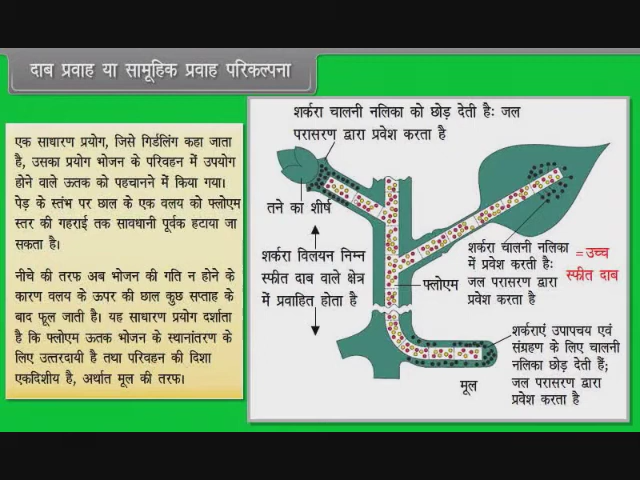 दाब प्रवाह या सामूहिक प्रवाह परिकल्पना
एक साधारण प्रयोग, जिसे गिर्डलिंग कहा जाता
है, उसका प्रयोग भोजन के परिवहन में उपयोग
होने वाले ऊतक को पहचानने में किया गया।
पेड़ के स्तंभ पर छाल के एक वलय को फ्लोएम
स्तर की गहराई तक सावधानी पूर्वक हटाया जा
सकता है।
नीचे की तरफ अब भोजन की गति न होने के
कारण वलय के ऊपर की छाल कुछ सप्ताह के
बाद फूल जाती है। यह साधारण प्रयोग दर्शाता
है कि फ्लोएम ऊतक भोजन के स्थानांतरण के
लिए उत्तरदायी है तथा परिवहन की दिशा
एकदिशीय है, अर्थात मूल की तरफ।
शर्करा चालनी नलिका को छोड़ देती है: जल
परासरण द्वारा प्रवेश करता है
तने का शीर्ष
शर्करा विलयन निम्न
स्फीत दाब वाले क्षेत्र
में प्रवाहित होता है
फ्लोएम
शर्करा चालनी नलिका
में प्रवेश करती है:
जल परासरण द्वारा
प्रवेश करता है
= उच्च
स्फीत दाब
शर्कराएं उपापचय एवं
संग्रहण के लिए चालनी
नलिका छोड़ देती हैं;
जल परासरण द्वारा
प्रवेश करता है
मूल